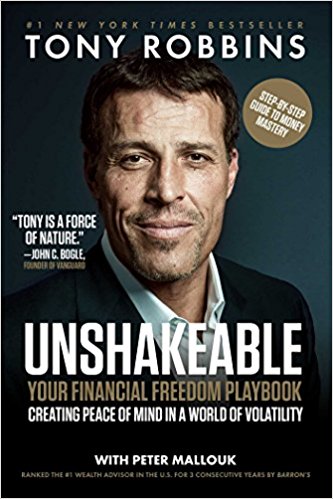 #1 NEW YORK TIMES BESTSELLER
TONY ROBBINS
STEP-BY-STEP
GUIDE TO MONEY
MASTERY
“TONY IS A FORCE
OF NATURE.”
—JOHN C. BOGLE,
FOUNDER OF VANGUARD
UNSHAKEABLE
YOUR FINANCIAL FREEDOM PLAYBOOK
CREATING PEACE OF MIND IN A WORLD OF VOLATILITY
WITH PETER MALLOUK
RANKED THE #1 WEALTH ADVISOR IN THE U.S. FOR 3 CONSECUTIVE YEARS BY BARRON'S